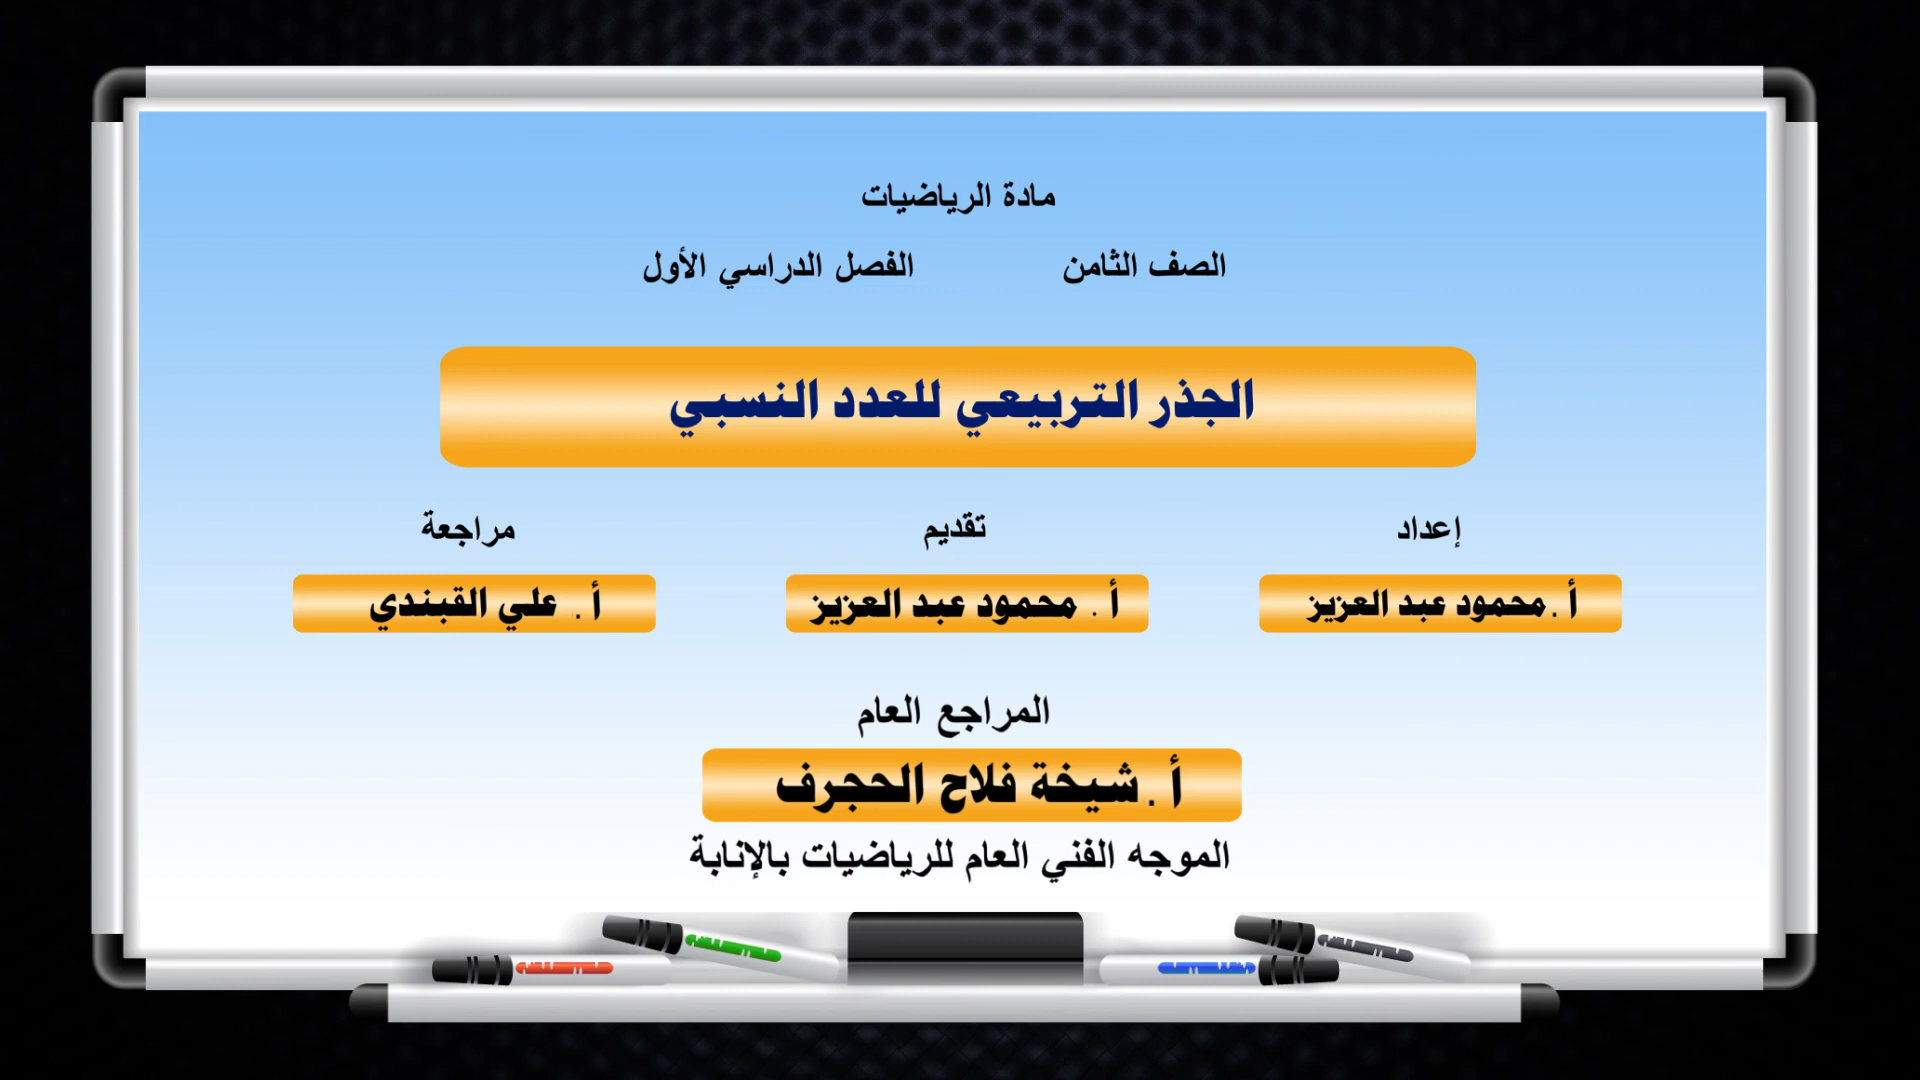 مادة الرياضيات
الصف الثامن الفصل الدراسي الأول
الجذر التربيعي للعدد النسبي
إعداد تقديم مراجعة
أ . محمود عبد العزيز أ . محمود عبد العزيز أ . علي القبندي
المراجع العام
أ . شيخة فلاح الحجرف
الموجه الفني العام للرياضيات بالإنابة